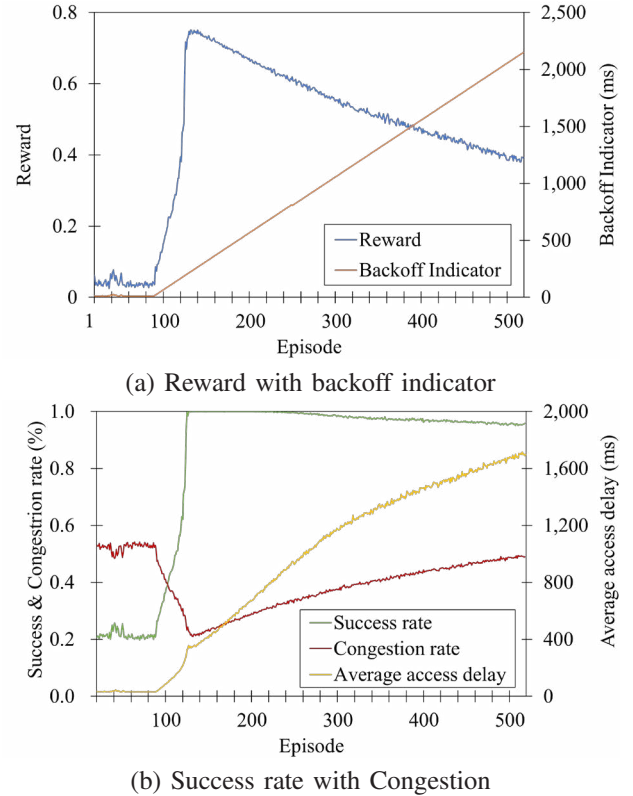 0.8
0.6
0.4
0.2
0
Reward
2,500
2,000
1,500
1,000
500
0
Backoff Indicator (ms)
Reward
Backoff Indicator
1 100 200 300 400 500
Episode
(a) Reward with backoff indicator
1.0
0.8
0.6
0.4
0.2
0.0
Success & Congestrion rate (%)
2,000
1,600
1,200
800
400
0
Average access delay (ms)
Success rate
Congestion rate
Average access delay
100 200 300 400 500
Episode
(b) Success rate with Congestion